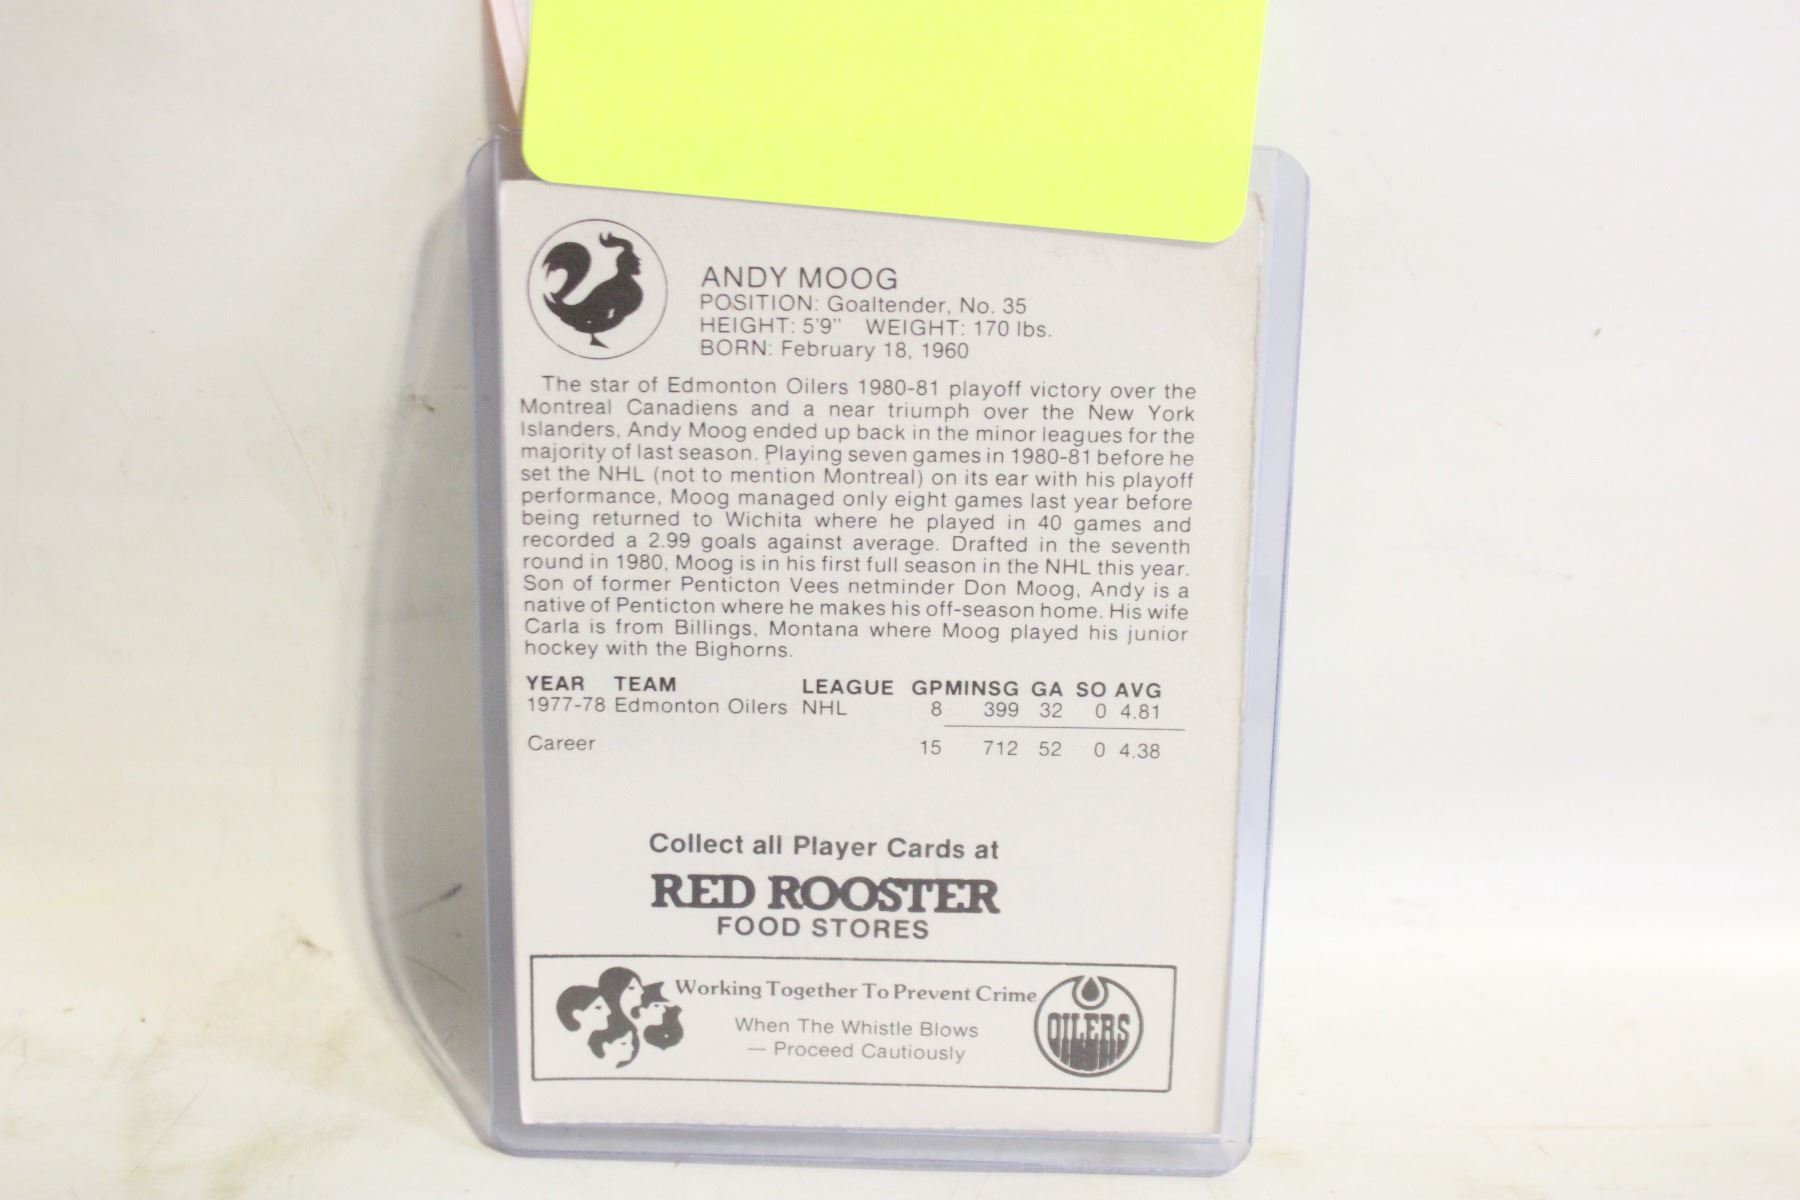 ANDY MOOG
POSITION: Goaltender, No. 35
HEIGHT: 5'9" WEIGHT: 170 lbs.
BORN: February 18, 1960
The star of Edmonton Oilers 1980-81 playoff victory over the
Montreal Canadiens and a near triumph over the New York
Islanders, Andy Moog ended up back in the minor leagues for the
majority of last season. Playing seven games in 1980-81 before he
set the NHL (not to mention Montreal) on its ear with his playoff
performance, Moog managed only eight games last year before
being returned to Wichita where he played in 40 games and
recorded a 2.99 goals against average. Drafted in the seventh
round in 1980, Moog is in his first full season in the NHL this year.
Son of former Penticton Vees netminder Don Moog, Andy is a
native of Penticton where he makes his off-season home. His wife
Carla is from Billings, Montana where Moog played his junior
hockey with the Bighorns.
YEAR TEAM LEAGUE GPMINSG GA SO AVG
1977-78 Edmonton Oilers NHL 8 399 32 0 4.81
Career 15 712 52 0 4.38
Collect all Player Cards at
RED ROOSTER
FOOD STORES
Working Together To Prevent Crime
When The Whistle Blows
— Proceed Cautiously
OILERS